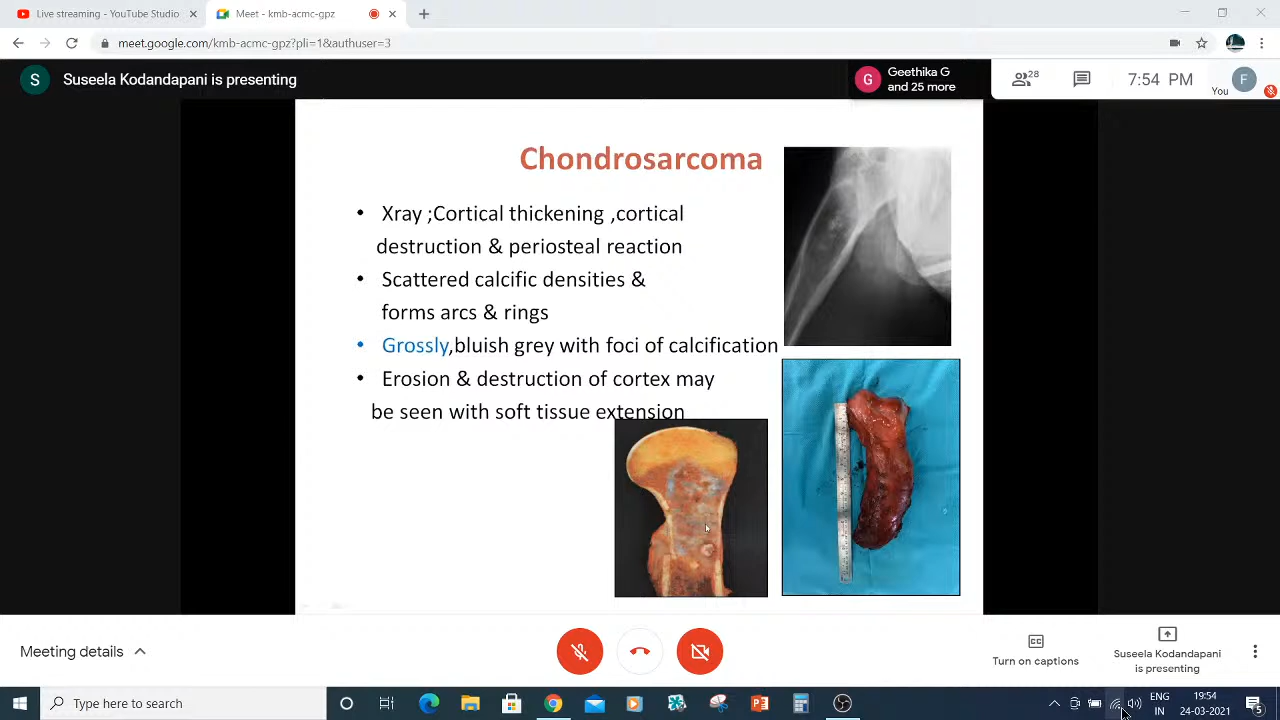 Live streaming - YouTube Studio
Meet - kmb-acmc-gpz
meet.google.com/kmb-acmc-gpz?pli=1&authuser=3
S
Suseela Kodandapani is presenting
G
Geethika G
and 25 more
28
7:54 PM
You
F
Chondrosarcoma
• Xray ;Cortical thickening ,cortical
destruction & periosteal reaction
• Scattered calcific densities &
forms arcs & rings
• Grossly,bluish grey with foci of calcification
• Erosion & destruction of cortex may
be seen with soft tissue extension
Meeting details
CC
Turn on captions
Suseela Kodandapani
is presenting
Type here to search
ENG
IN
19:54
24-03-2021